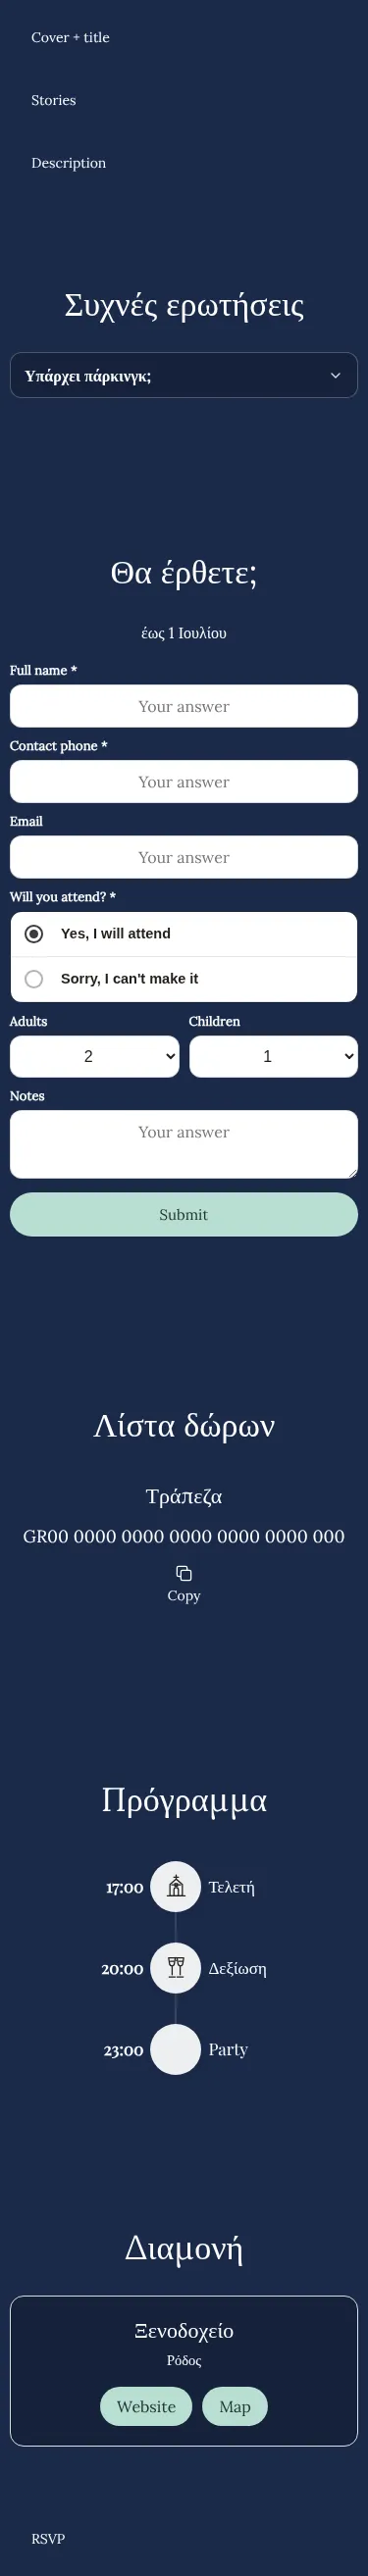 Cover + title
Stories
Description
Συχνές ερωτήσεις
Υπάρχει πάρκινγκ;
Θα έρθετε;
έως 1 Ιουλίου
Full name *
Your answer
Contact phone *
Your answer
Email
Your answer
Will you attend? *
Yes, I will attend
Sorry, I can't make it
Adults Children
2 1
Notes
Your answer
Submit
Λίστα δώρων
Τράπεζα
GR00 0000 0000 0000 0000 0000 000
Copy
Πρόγραμμα
17:00 Τελετή
20:00 Δεξίωση
23:00 Party
Διαμονή
Ξενοδοχείο
Ρόδος
Website Map
RSVP